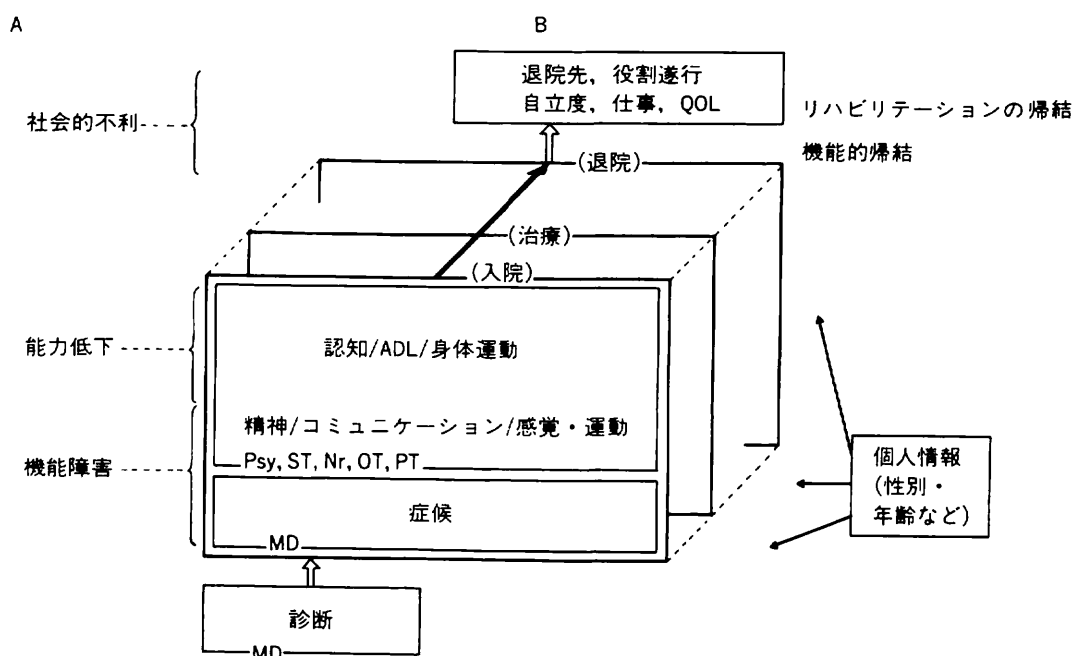 A
B
退院先，役割遂行
自立度，仕事，QOL
社会的不利
リハビリテーションの帰結
機能的帰結
(退院)
(治療)
(入院)
能力低下
認知/ADL/身体運動
精神/コミュニケーション/感覚・運動
Psy, ST, Nr, OT, PT
機能障害
症候
MD
個人情報
(性別・
年齢など)
診断
MD